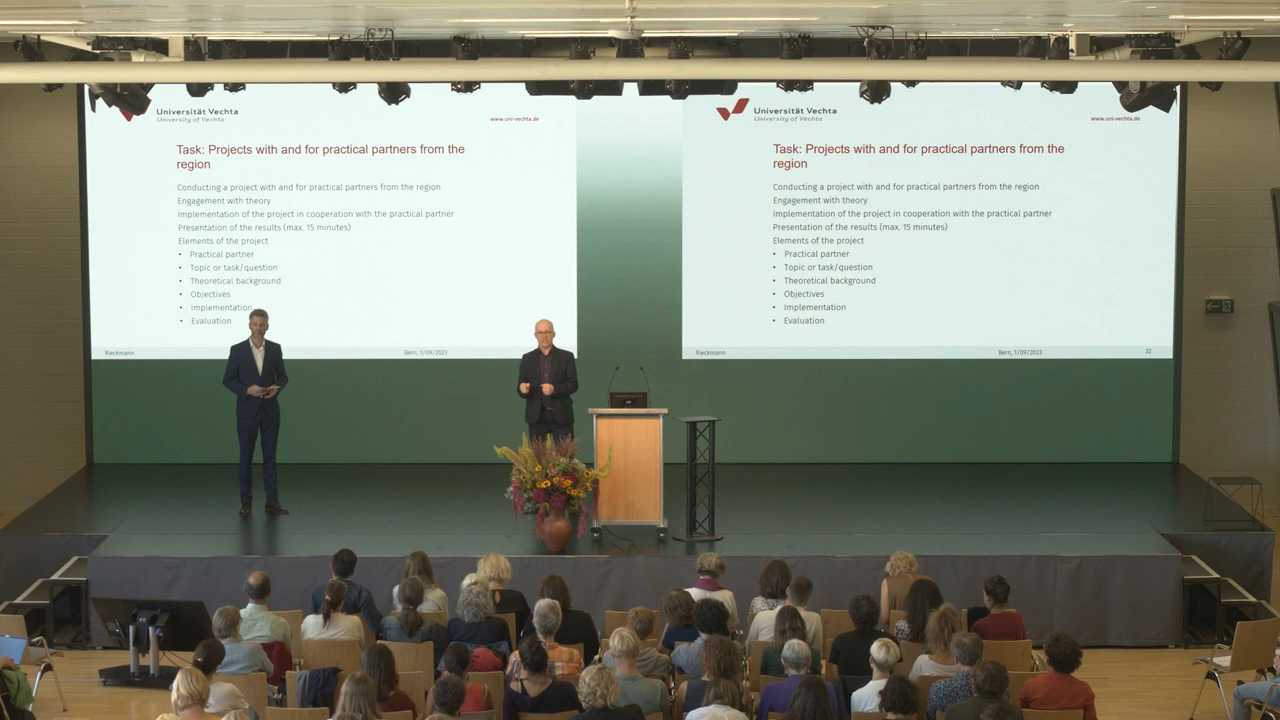 Universität Vechta
University of Vechta
www.uni-vechta.de
Task: Projects with and for practical partners from the
region
Conducting a project with and for practical partners from the region
Engagement with theory
Implementation of the project in cooperation with the practical partner
Presentation of the results (max. 15 minutes)
Elements of the project
• Practical partner
• Topic or task/question
• Theoretical background
• Objectives
• Implementation
• Evaluation
Rieckmann
Bern, 1/09/2023
Universität Vechta
University of Vechta
www.uni-vechta.de
Task: Projects with and for practical partners from the
region
Conducting a project with and for practical partners from the region
Engagement with theory
Implementation of the project in cooperation with the practical partner
Presentation of the results (max. 15 minutes)
Elements of the project
• Practical partner
• Topic or task/question
• Theoretical background
• Objectives
• Implementation
• Evaluation
Rieckmann
Bern, 1/09/2023
32